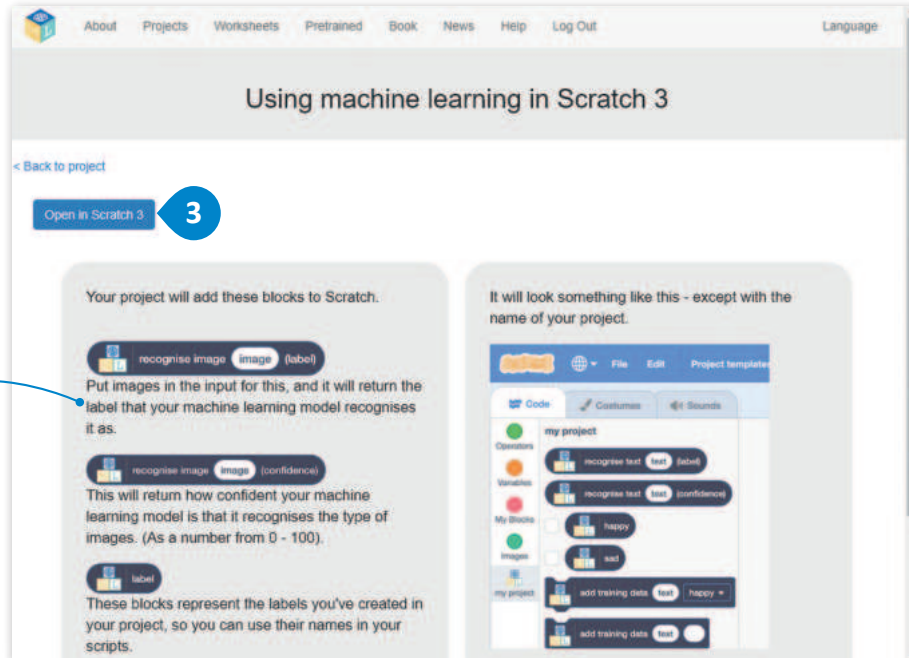 About Projects Worksheets Pretrained Book News Help Log Out Language
Using machine learning in Scratch 3
< Back to project
Open in Scratch 3
3
Your project will add these blocks to Scratch.
recognise image image (label)
Put images in the input for this, and it will return the
label that your machine learning model recognises
it as.
recognise image image (confidence)
This will return how confident your machine
learning model is that it recognises the type of
images. (As a number from 0 - 100).
label
These blocks represent the labels you've created in
your project, so you can use their names in your
scripts.
It will look something like this - except with the
name of your project.
File Edit Project templates
Code Costumes Sounds
my project
Operators
recognise text text (label)
Variables
recognise text text (confidence)
My Blocks
happy
Images
sad
my project
add training data text happy
add training data text